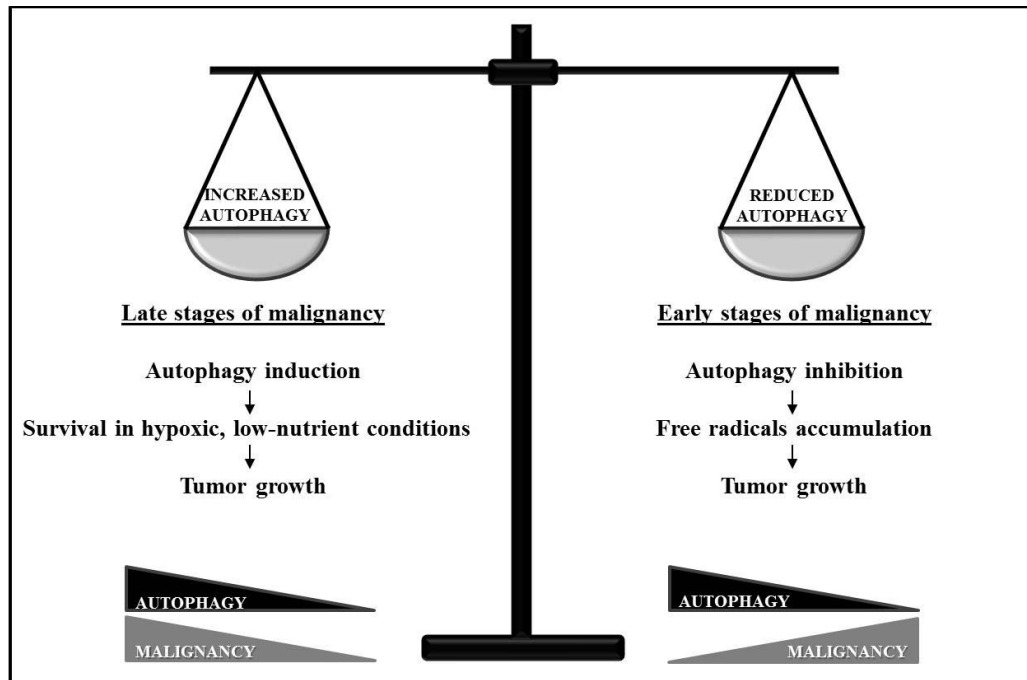 INCREASED
AUTOPHAGY
Late stages of malignancy
Autophagy induction
Survival in hypoxic, low-nutrient conditions
Tumor growth
AUTOPHAGY
MALIGNANCY
REDUCED
AUTOPHAGY
Early stages of malignancy
Autophagy inhibition
Free radicals accumulation
Tumor growth
AUTOPHAGY
MALIGNANCY